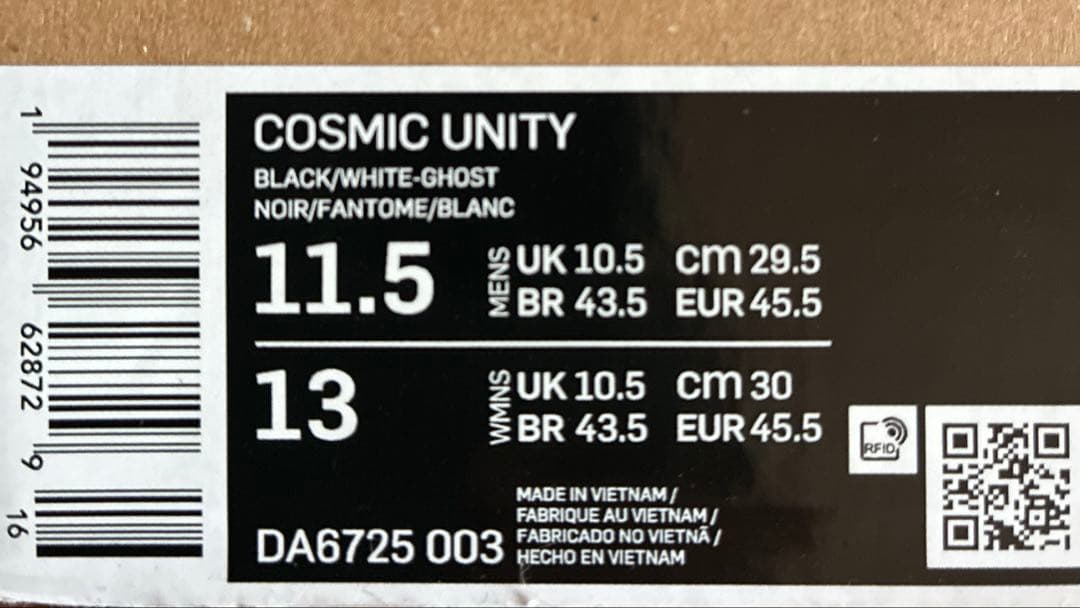 COSMIC UNITY
BLACK/WHITE-GHOST
NOIR/FANTOME/BLANC
11.5 MENS UK 10.5 cm 29.5
BR 43.5 EUR 45.5
13 WMNS UK 10.5 cm 30
BR 43.5 EUR 45.5
RFID
MADE IN VIETNAM /
FABRIQUE AU VIETNAM /
FABRICADO NO VIETNÃ /
HECHO EN VIETNAM
DA6725 003
1 94956 62872 9 16